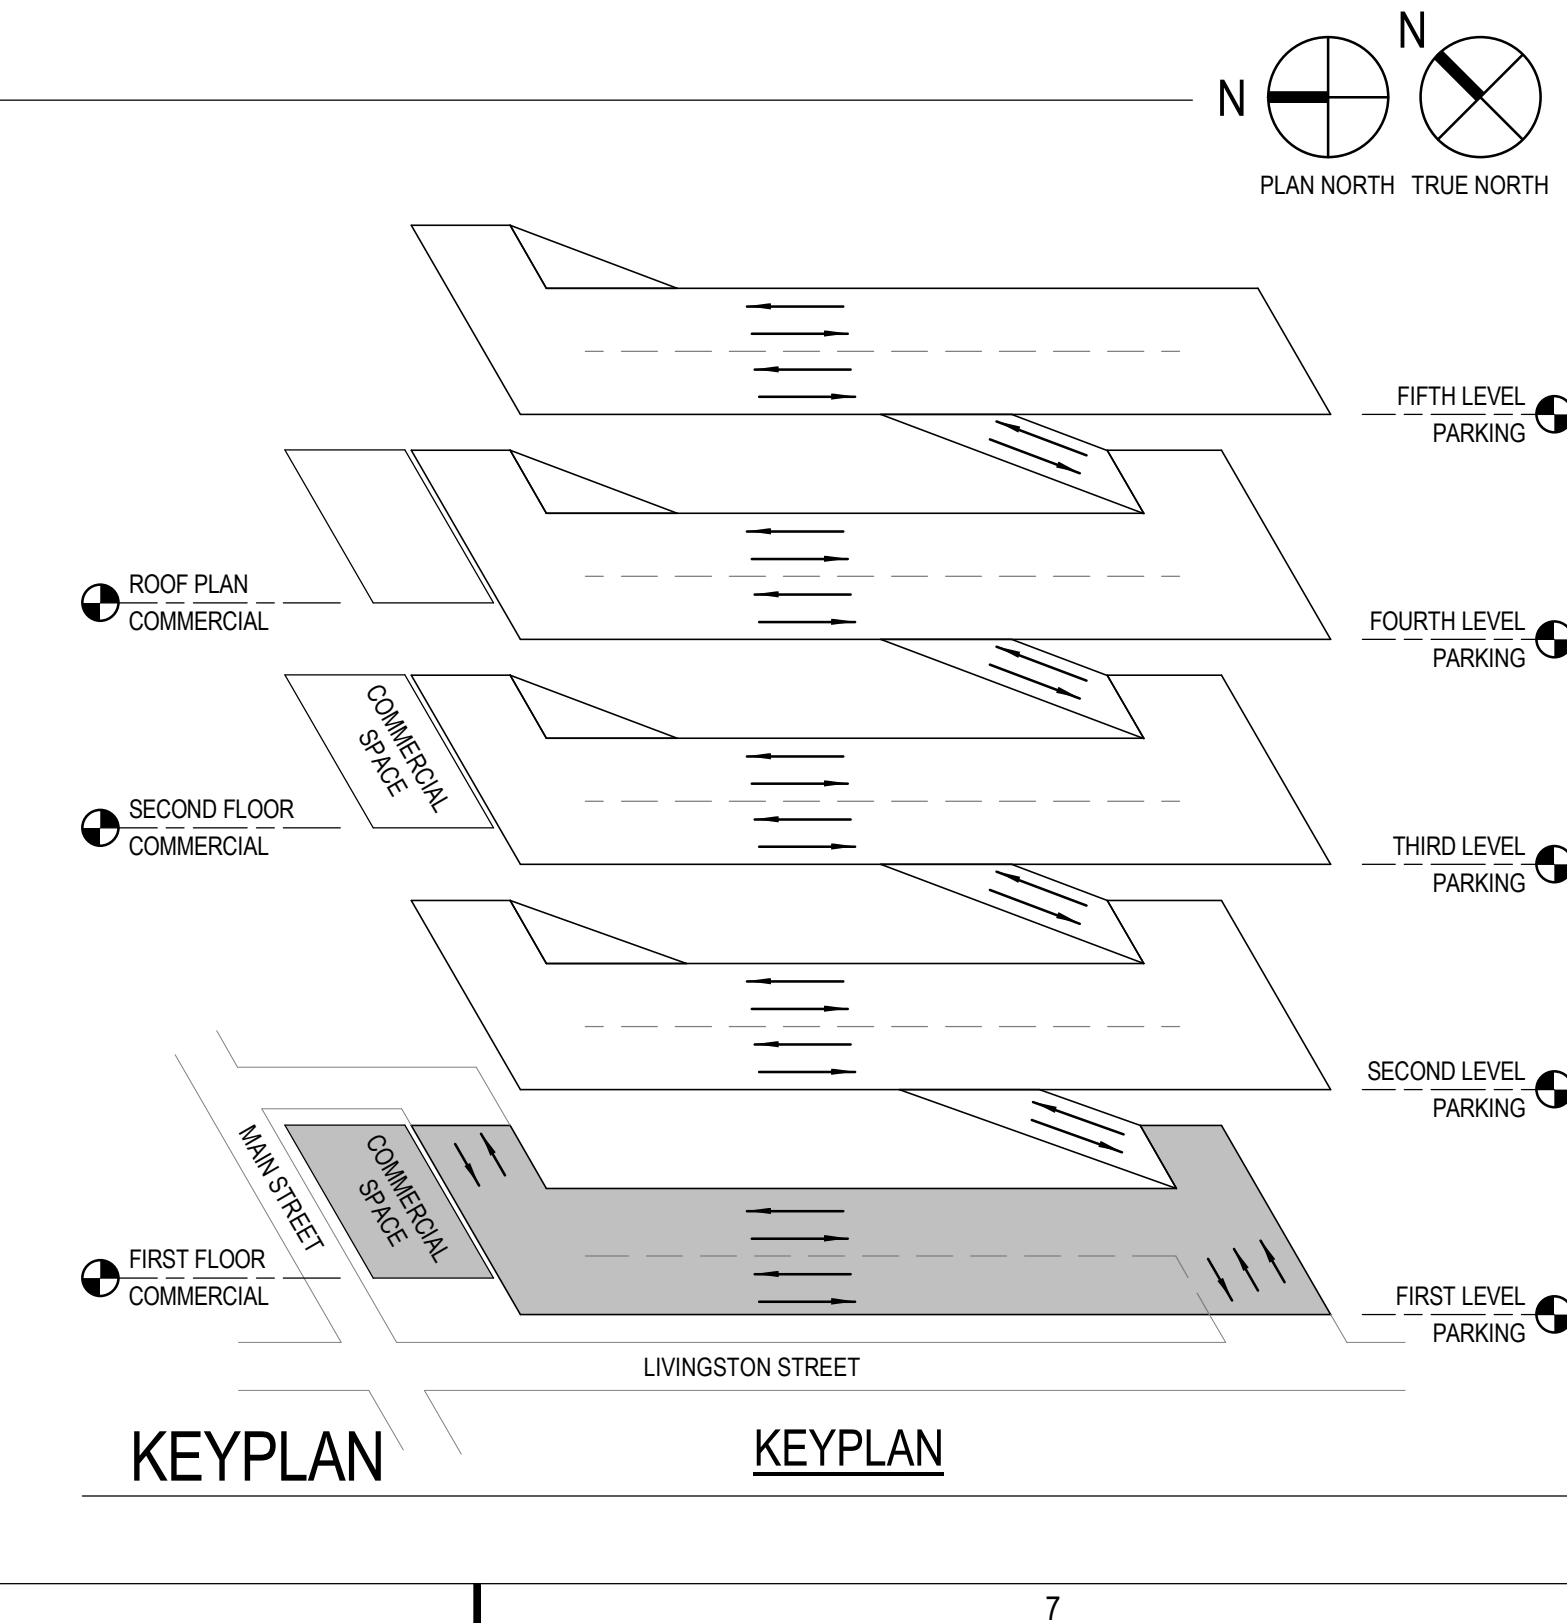 N
N
PLAN NORTH
TRUE NORTH
FIFTH LEVEL
PARKING
ROOF PLAN
COMMERCIAL
FOURTH LEVEL
PARKING
COMMERCIAL
SPACE
SECOND FLOOR
COMMERCIAL
THIRD LEVEL
PARKING
SECOND LEVEL
PARKING
MAIN STREET
COMMERCIAL
SPACE
FIRST FLOOR
COMMERCIAL
FIRST LEVEL
PARKING
LIVINGSTON STREET
KEYPLAN
KEYPLAN
7